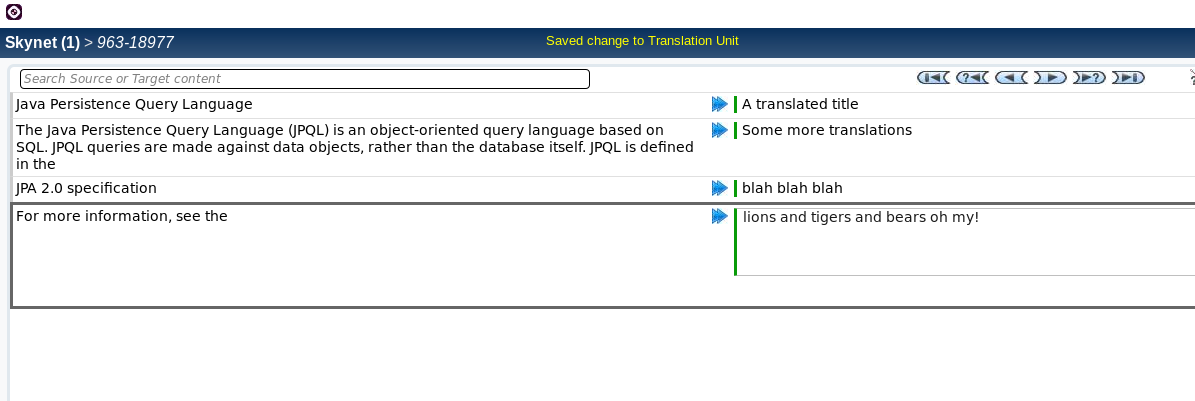 Skynet (1) > 963-18977
Saved change to Translation Unit
Search Source or Target content
Java Persistence Query Language
A translated title
The Java Persistence Query Language (JPQL) is an object-oriented query language based on
SQL. JPQL queries are made against data objects, rather than the database itself. JPQL is defined
in the
Some more translations
JPA 2.0 specification
blah blah blah
For more information, see the
lions and tigers and bears oh my!